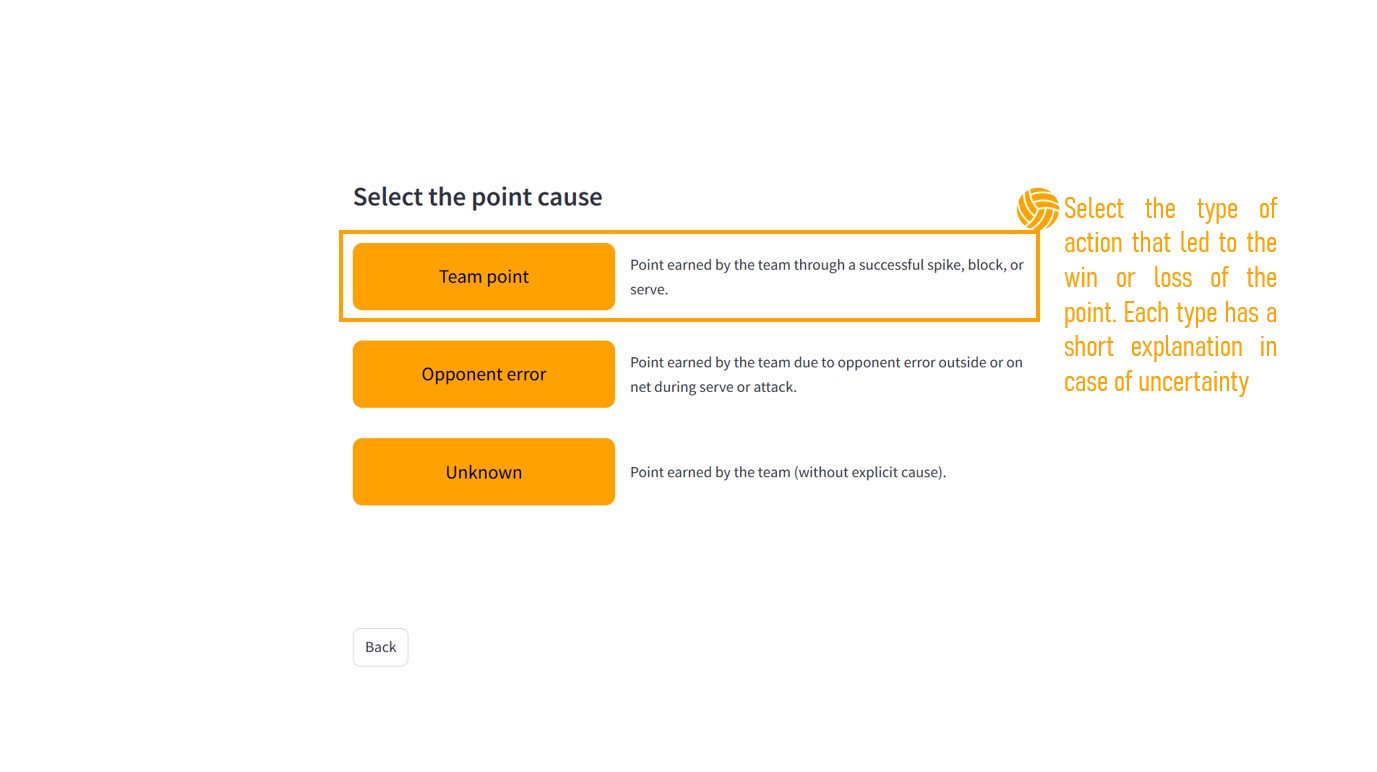 Select the point cause
Team point
Point earned by the team through a successful spike, block, or
serve.
Opponent error
Point earned by the team due to opponent error outside or on
net during serve or attack.
Unknown
Point earned by the team (without explicit cause).
Back
Select the type of
action that led to the
win or loss of the
point. Each type has a
short explanation in
case of uncertainty